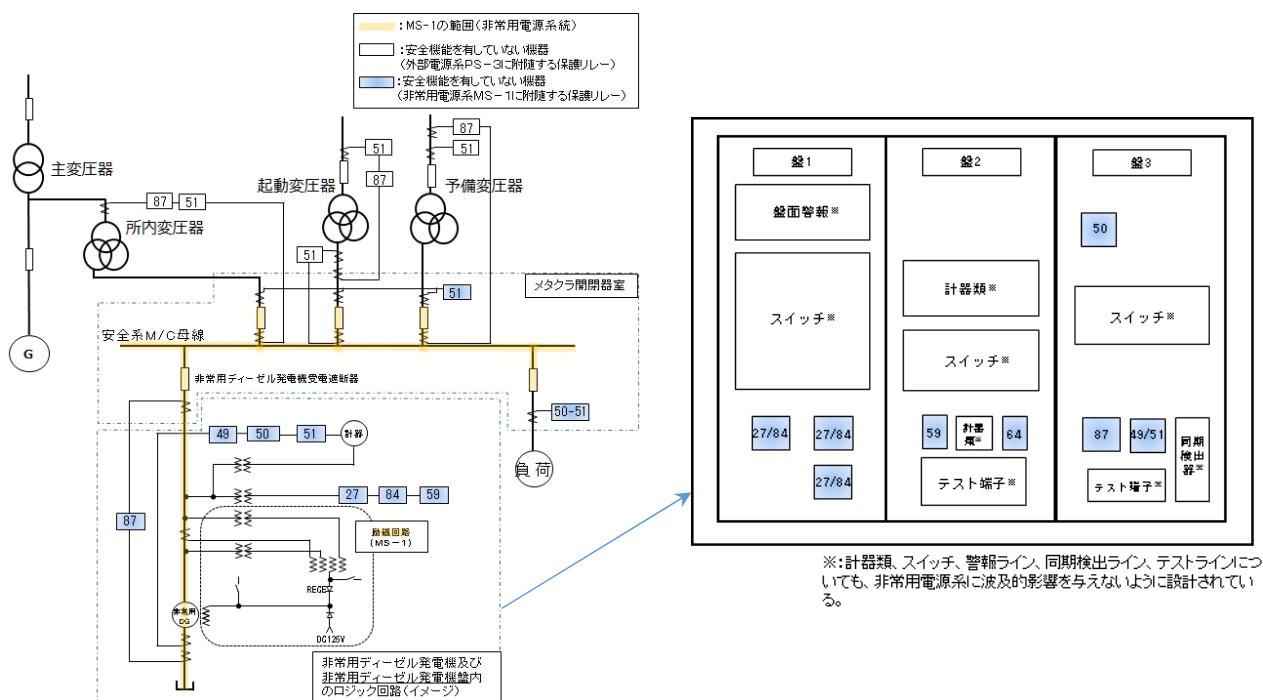 ：MS-1の範囲（非常用電源系統）
：安全機能を有していない機器
（外部電源系PS-3に附随する保護リレー）
：安全機能を有していない機器
（非常用電源系MS-1に附随する保護リレー）
主変圧器
87
51
所内変圧器
G
起動変圧器
51
87
51
予備変圧器
87
51
メタクラ開閉器室
51
安全系M/C母線
非常用ディーゼル発電機受電遮断器
50-51
負荷
49
50
51
計器
27
84
59
87
励磁回路
（MS-1）
REC
DC125V
非常用
DG
非常用ディーゼル発電機及び
非常用ディーゼル発電機盤内
のロジック回路（イメージ）
盤1
盤面警報※
スイッチ※
27/84
27/84
27/84
盤2
計器類※
スイッチ※
59
計器
類※
64
テスト端子※
盤3
50
スイッチ※
87
49/51
同期
検出
器※
テスト端子※
※：計器類、スイッチ、警報ライン、同期検出ライン、テストラインにつ
いても、非常用電源系に波及的影響を与えないように設計されてい
る。